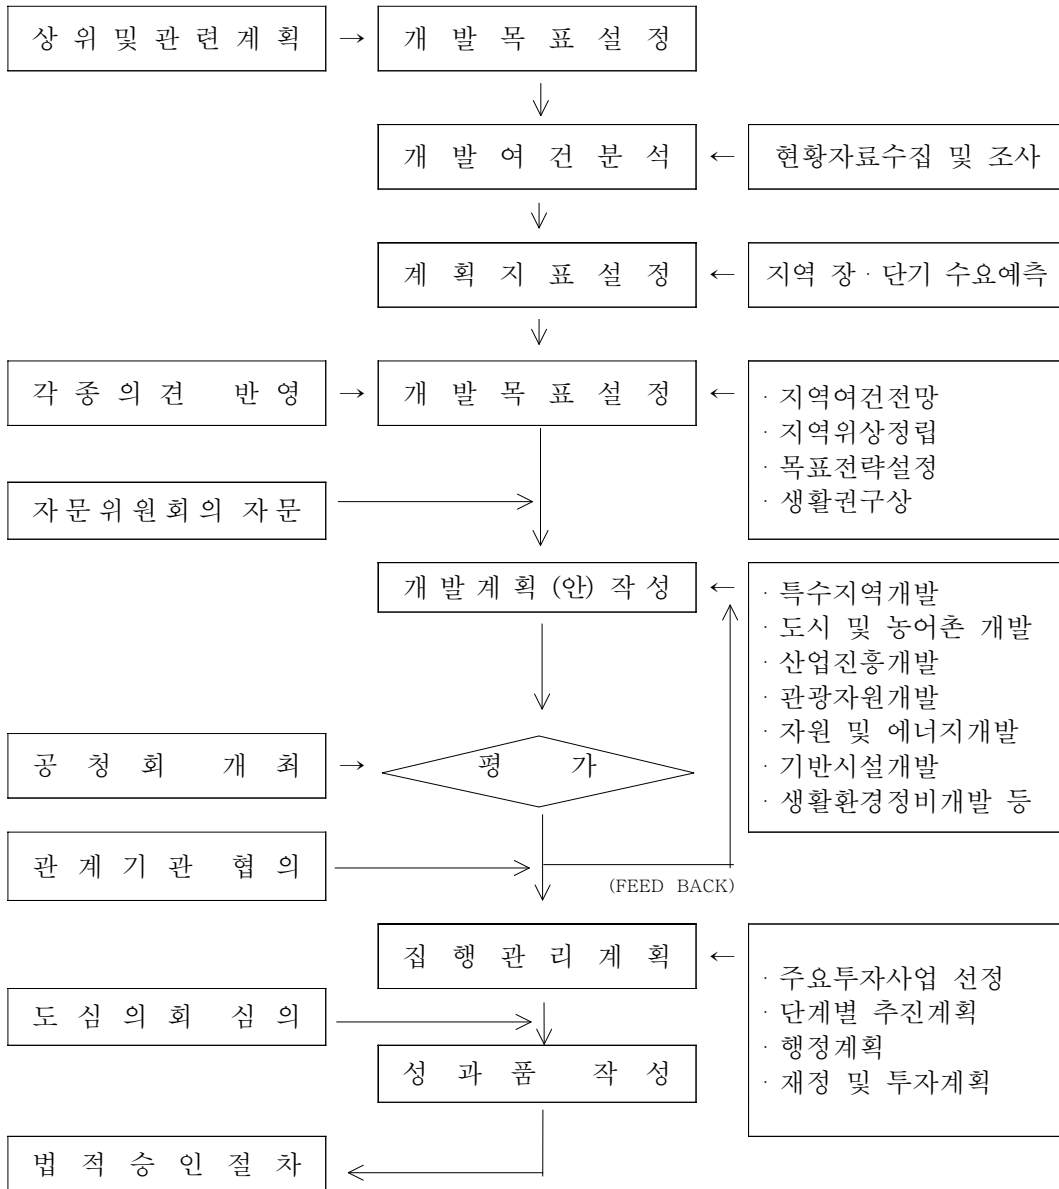 상 위 및 관 련 계 획 → 개 발 목 표 설 정
개 발 여 건 분 석 ← 현황자료수집 및 조사
계 획 지 표 설 정 ← 지역 장 · 단기 수요예측
각 종 의 견 반 영 → 개 발 목 표 설 정 ←
· 지역여건전망
· 지역위상정립
· 목표전략설정
· 생활권구상
자 문 위 원 회 의 자 문
개 발 계 획 (안) 작 성 ←
· 특수지역개발
· 도시 및 농어촌 개발
· 산업진흥개발
· 관광자원개발
· 자원 및 에너지개발
· 기반시설개발
· 생활환경정비개발 등
공 청 회 개 최 → 평 가
관 계 기 관 협 의
(FEED BACK)
집 행 관 리 계 획 ←
· 주요투자사업 선정
· 단계별 추진계획
· 행정계획
· 재정 및 투자계획
도 심 의 회 심 의
성 과 품 작 성
법 적 승 인 절 차